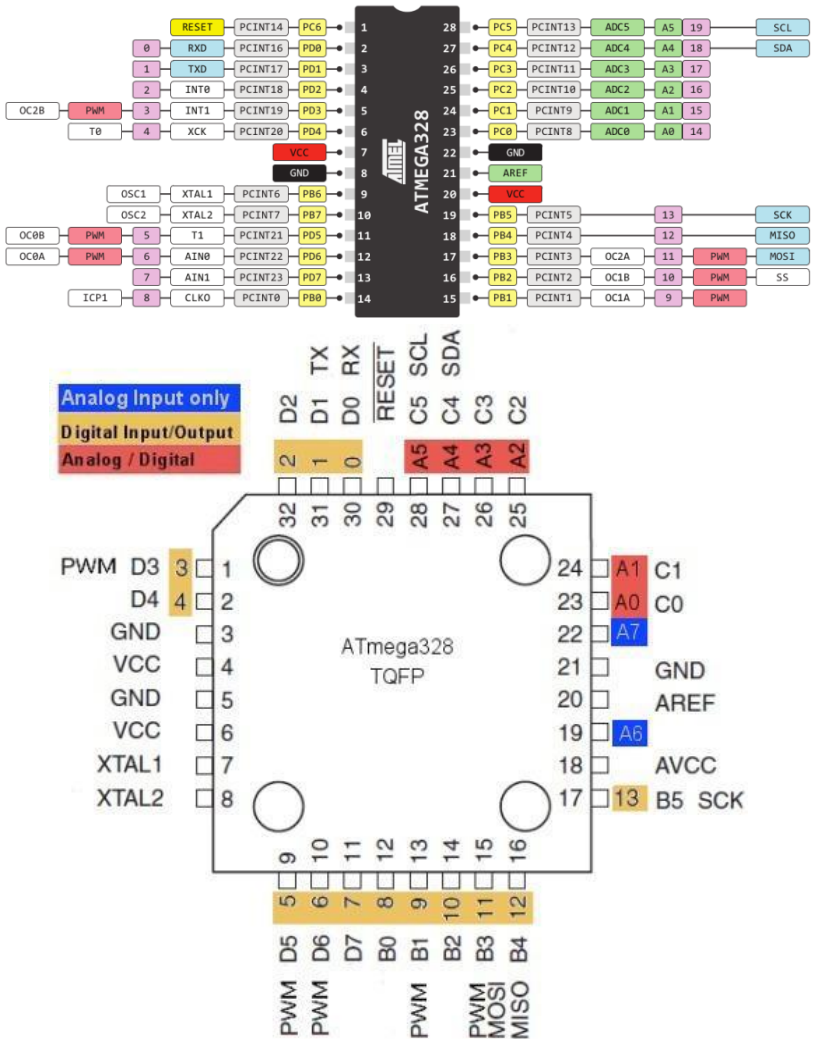 RESET PCINT14 PC6 1 28 PC5 PCINT13 ADC5 A5 19 SCL
0 RXD PCINT16 PD0 2 27 PC4 PCINT12 ADC4 A4 18 SDA
1 TXD PCINT17 PD1 3 26 PC3 PCINT11 ADC3 A3 17
2 INT0 PCINT18 PD2 4 25 PC2 PCINT10 ADC2 A2 16
OC2B PWM 3 INT1 PCINT19 PD3 5 24 PC1 PCINT9 ADC1 A1 15
T0 4 XCK PCINT20 PD4 6 23 PC0 PCINT8 ADC0 A0 14
VCC 7 22 GND
GND 8 21 AREF
OSC1 XTAL1 PCINT6 PB6 9 20 VCC
OSC2 XTAL2 PCINT7 PB7 10 19 PB5 PCINT5 13 SCK
OC0B PWM 5 T1 PCINT21 PD5 11 18 PB4 PCINT4 12 MISO
OC0A PWM 6 AIN0 PCINT22 PD6 12 17 PB3 PCINT3 OC2A 11 PWM MOSI
7 AIN1 PCINT23 PD7 13 16 PB2 PCINT2 OC1B 10 PWM SS
ICP1 8 CLKO PCINT0 PB0 14 15 PB1 PCINT1 OC1A 9 PWM
ATMEL
ATMEGA328
Analog Input only
Digital Input/Output
Analog / Digital
TX RX SCL SDA
D2 D1 D0 RESET C5 C4 C3 C2
2 1 0 A5 A4 A3 A2
32 31 30 29 28 27 26 25
PWM D3 3 1 24 A1 C1
D4 4 2 23 A0 C0
GND 3 22 A7
VCC 4 21 GND
GND 5 20 AREF
VCC 6 19 A6
XTAL1 7 18 AVCC
XTAL2 8 17 13 B5 SCK
ATmega328
TQFP
9 10 11 12 13 14 15 16
5 6 7 8 9 10 11 12
D5 D6 D7 B0 B1 B2 B3 B4
PWM PWM PWM PWM MOSI MISO